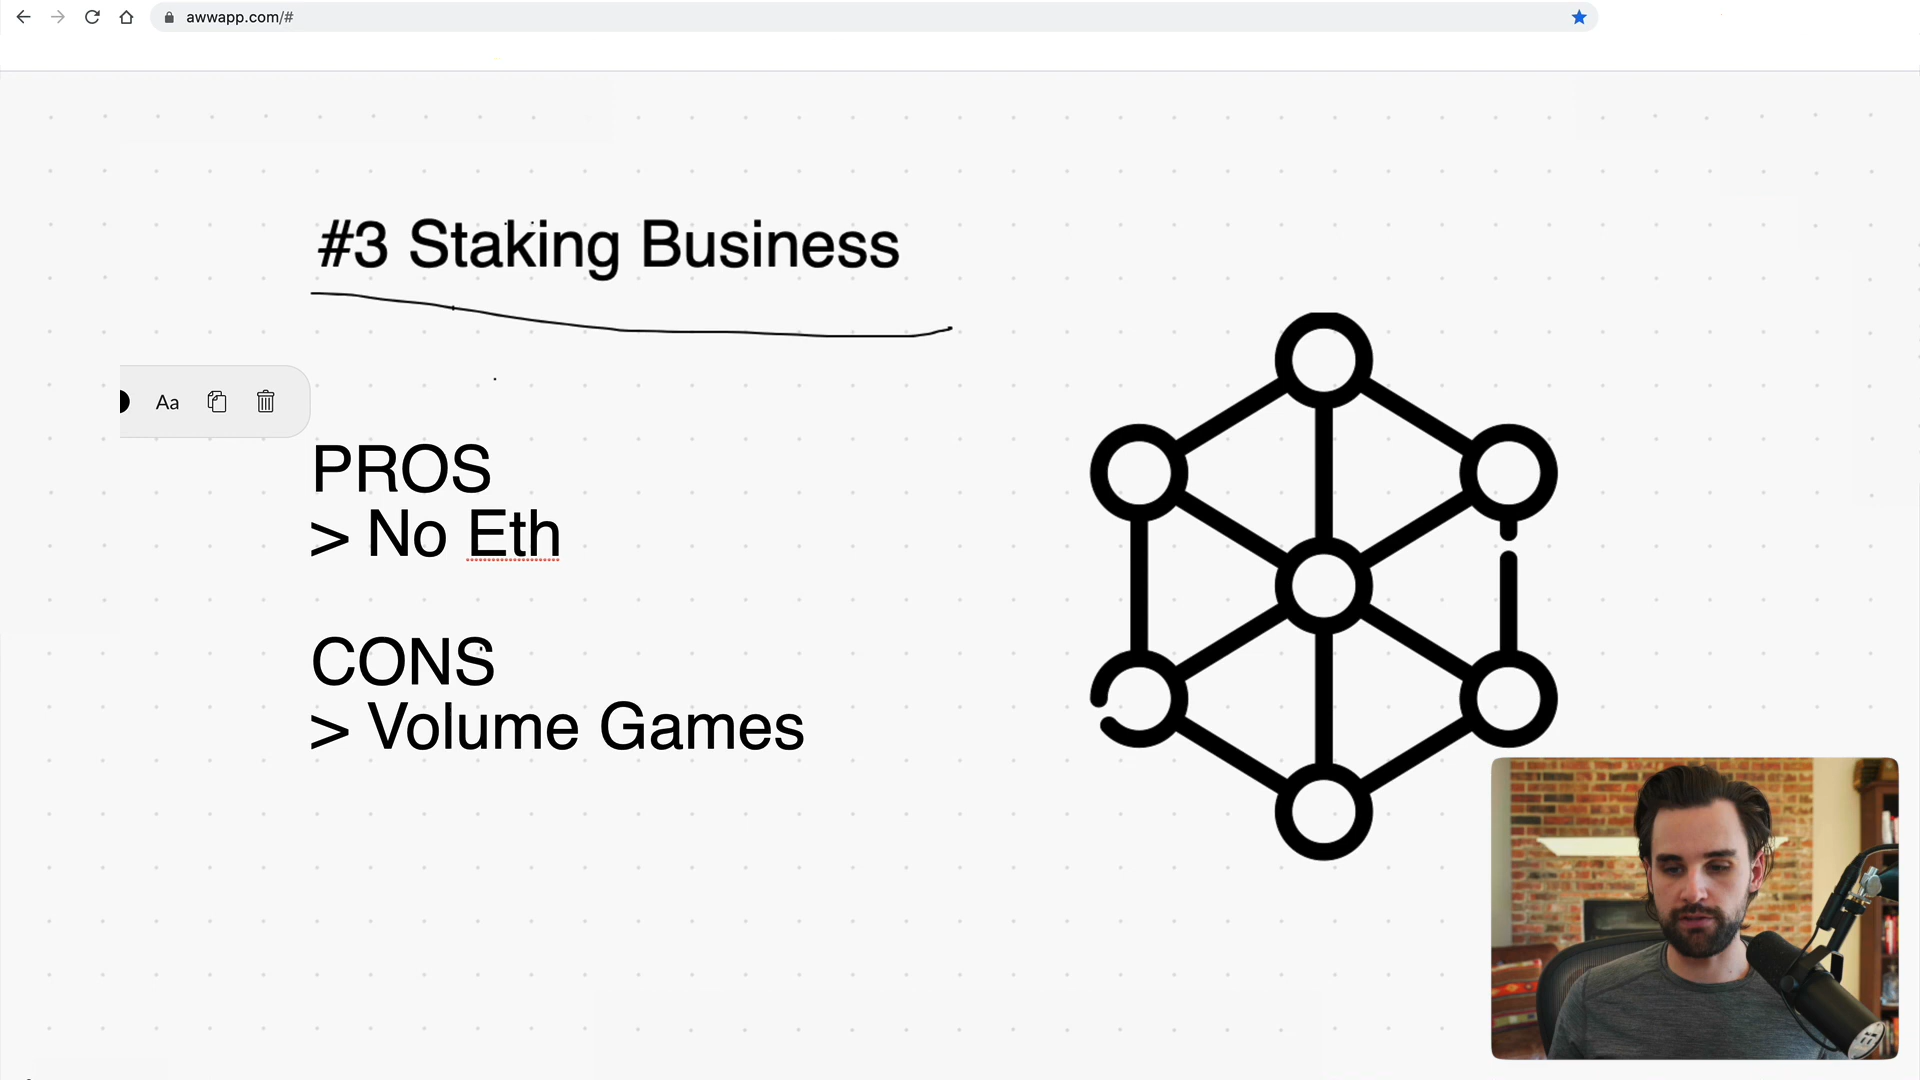 awwapp.com/#
#3 Staking Business
Aa
PROS
> No Eth
CONS
> Volume Games